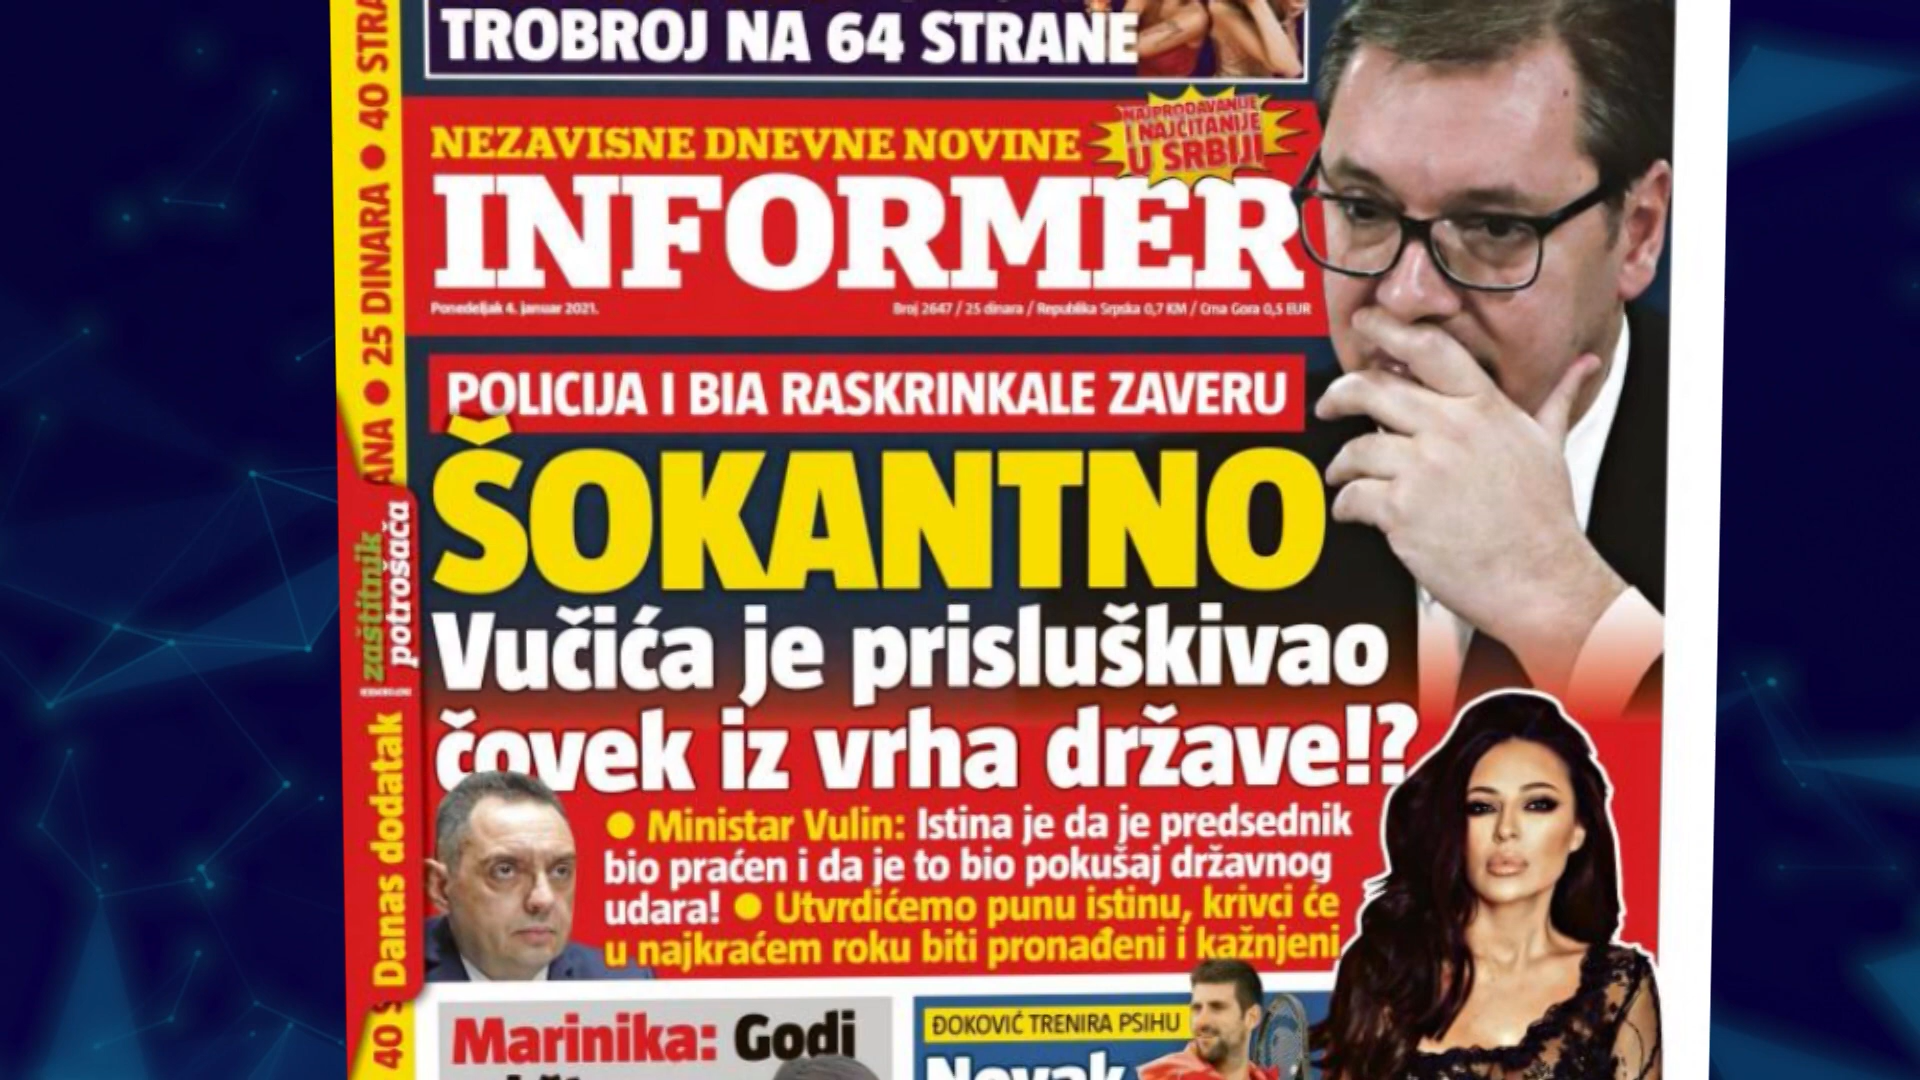 TROBROJ NA 64 STRANE
NEZAVISNE DNEVNE NOVINE
NAJPRODAVANIJE
I NAJČITANIJE
U SRBIJI
INFORMER
Ponedeljak 4. januar 2021.
Broj 2647 / 25 dinara / Republika Srpska 0,7 KM / Crna Gora 0,5 EUR
POLICIJA I BIA RASKRINKALE ZAVERU
ŠOKANTNO
Vučića je prisluškivao
čovek iz vrha države!?
● Ministar Vulin: Istina je da je predsednik
bio praćen i da je to bio pokušaj državnog
udara! ● Utvrdićemo punu istinu, krivci će
u najkraćem roku biti pronađeni i kažnjeni
Marinika: Godi
ĐOKOVIĆ TRENIRA PSIHU
Novak
ANA ● 25 DINARA ● 40 STRA
zaštitnik
potrošača
40 S Danas dodatak